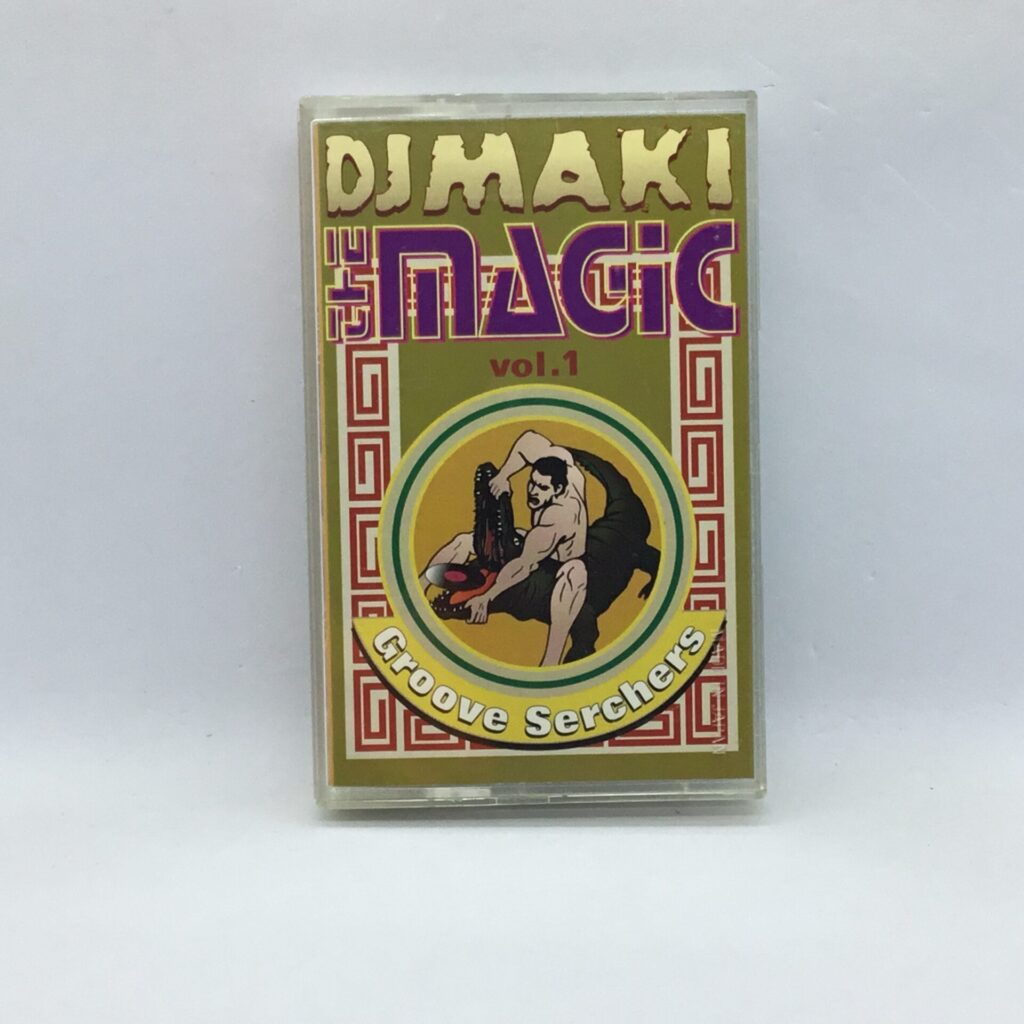 DJ MAKI
THE MAGIC
vol.1
Groove Serchers